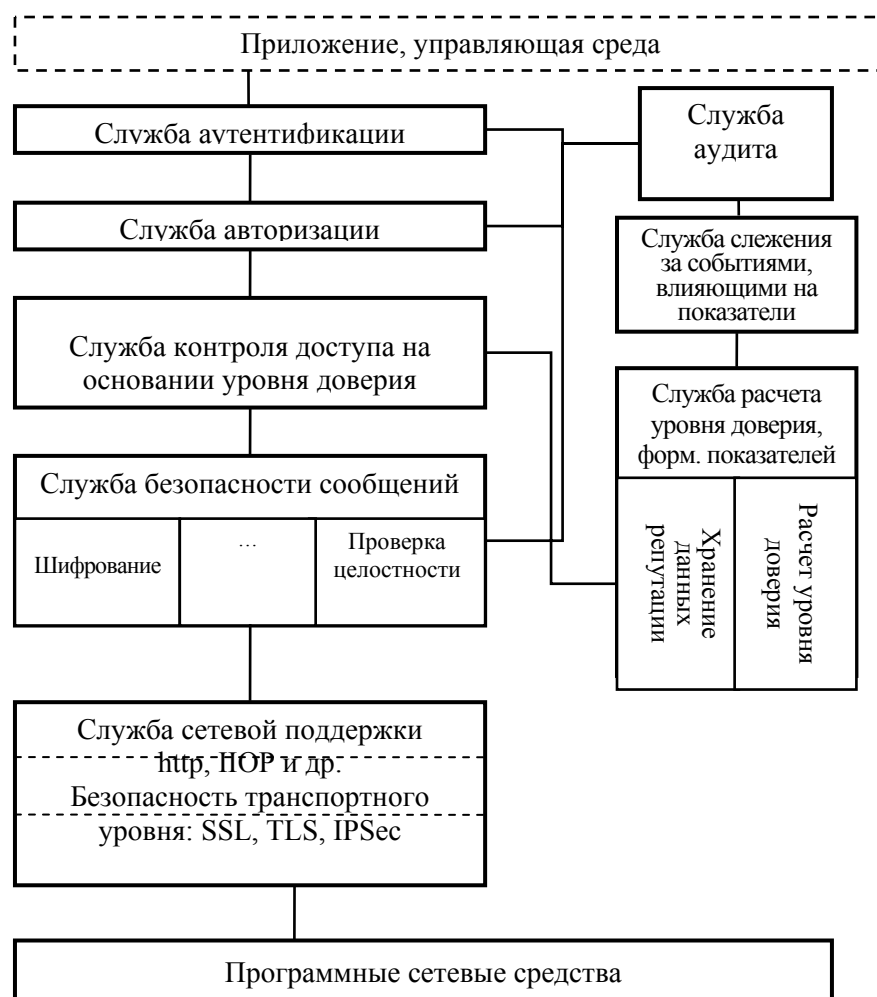 Приложение, управляющая среда
Служба аутентификации
Служба
аудита
Служба авторизации
Служба слежения
за событиями,
влияющими на
показатели
Служба контроля доступа на
основании уровня доверия
Служба расчета
уровня доверия,
форм. показателей
Служба безопасности сообщений
Шифрование
...
Проверка
целостности
Хранение
данных
репутации
Расчет уровня
доверия
Служба сетевой поддержки
http, IIOP и др.
Безопасность транспортного
уровня: SSL, TLS, IPSec
Программные сетевые средства